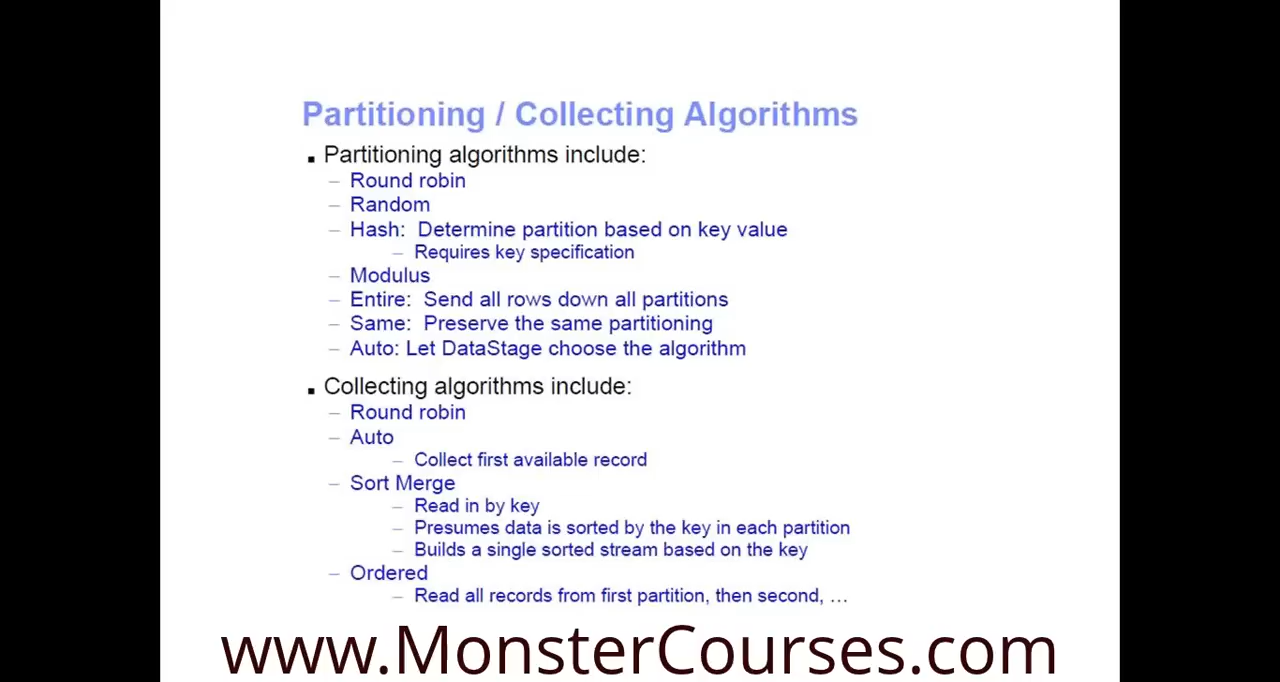 Partitioning / Collecting Algorithms
▪ Partitioning algorithms include:
– Round robin
– Random
– Hash: Determine partition based on key value
– Requires key specification
– Modulus
– Entire: Send all rows down all partitions
– Same: Preserve the same partitioning
– Auto: Let DataStage choose the algorithm
▪ Collecting algorithms include:
– Round robin
– Auto
– Collect first available record
– Sort Merge
– Read in by key
– Presumes data is sorted by the key in each partition
– Builds a single sorted stream based on the key
– Ordered
– Read all records from first partition, then second, …
www.MonsterCourses.com